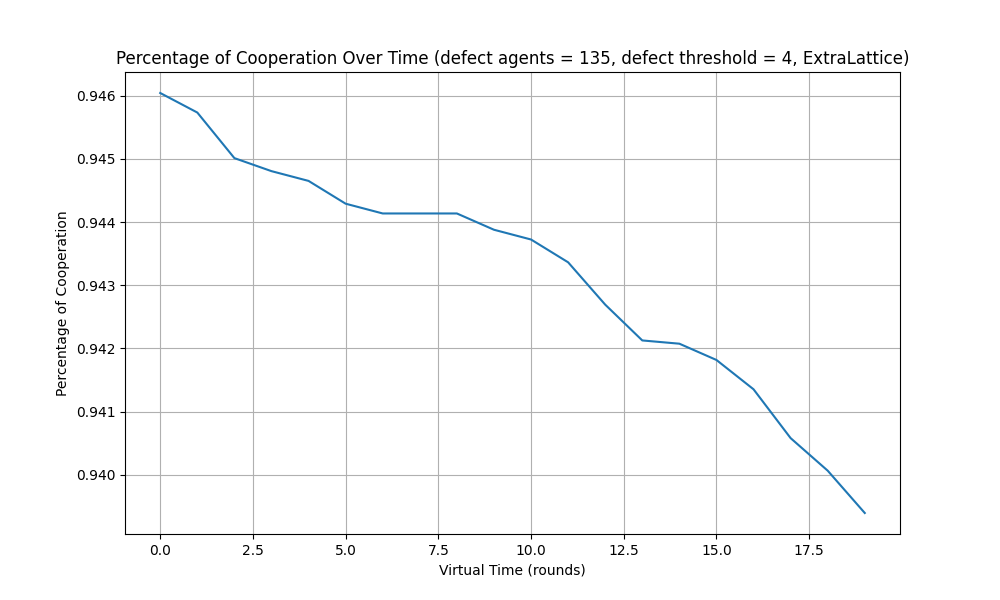 Percentage of Cooperation Over Time (defect agents = 135, defect threshold = 4, ExtraLattice)
Percentage of Cooperation
0.946
0.945
0.944
0.943
0.942
0.941
0.940
0.0 2.5 5.0 7.5 10.0 12.5 15.0 17.5
Virtual Time (rounds)